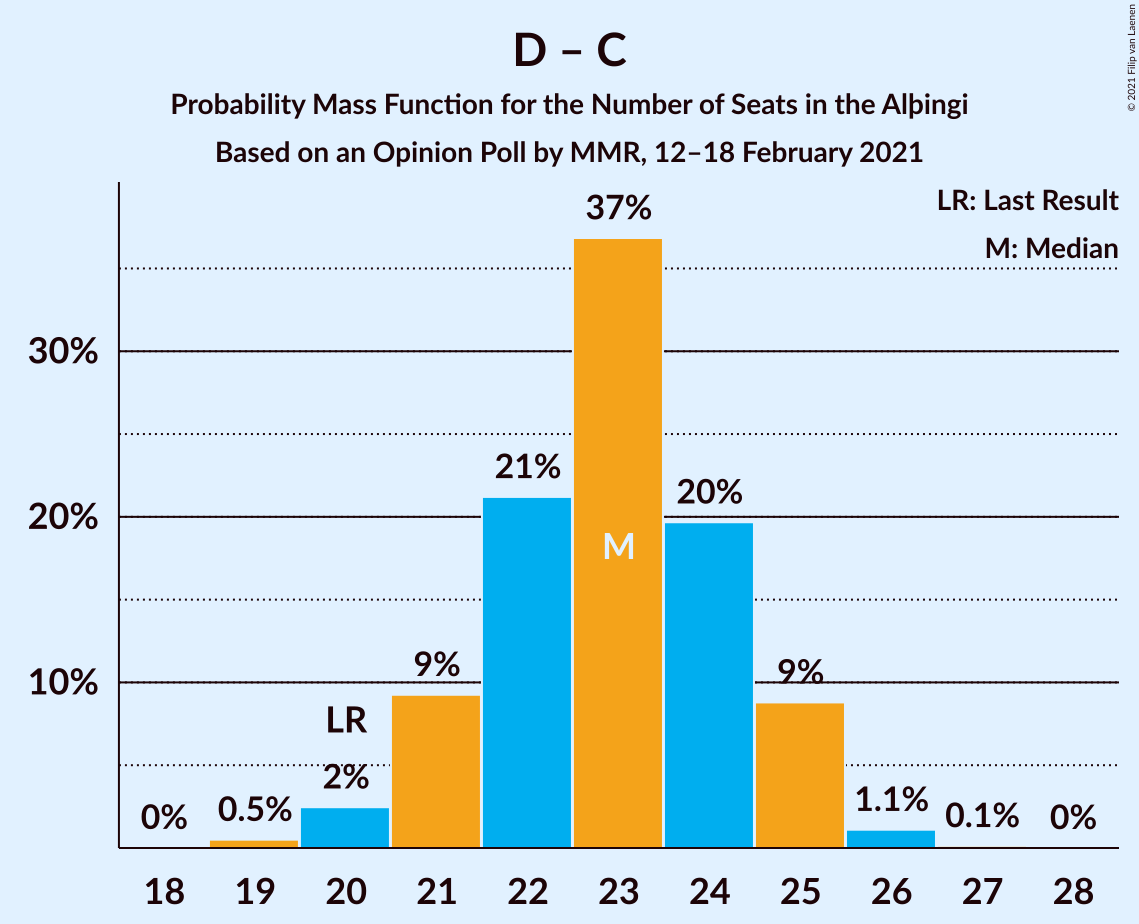 D – C
Probability Mass Function for the Number of Seats in the Alþingi
Based on an Opinion Poll by MMR, 12–18 February 2021
© 2021 Filip van Laenen
LR: Last Result
M: Median
30%
20%
10%
0%
0.5%
LR
2%
9%
21%
37%
M
20%
9%
1.1%
0.1%
0%
18 19 20 21 22 23 24 25 26 27 28